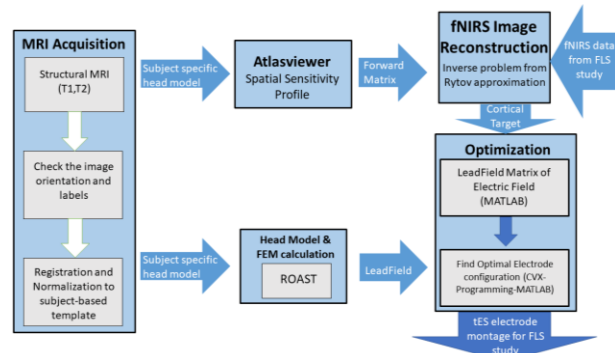 MRI Acquisition
Structural MRI
(T1,T2)
Check the image
orientation and
labels
Registration and
Normalization to
subject-based
template
Subject specific
head model
Atlasviewer
Spatial Sensitivity
Profile
Forward
Matrix
fNIRS Image
Reconstruction
Inverse problem from
Rytov approximation
fNIRS data
from FLS
study
Cortical
Target
Subject specific
head model
Head Model &
FEM calculation
ROAST
LeadField
Optimization
LeadField Matrix of
Electric Field
(MATLAB)
Find Optimal Electrode
configuration (CVX-
Programming-MATLAB)
tES electrode
montage for FLS
study